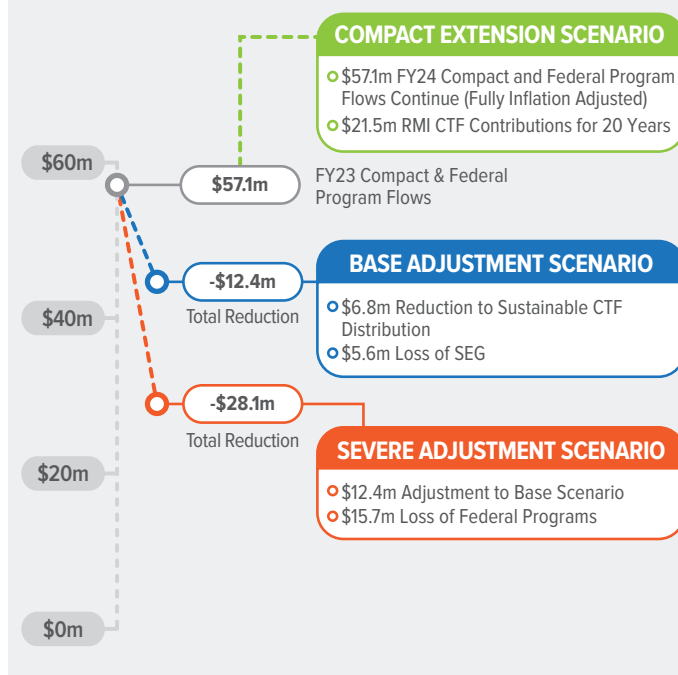 COMPACT EXTENSION SCENARIO
$57.1m FY24 Compact and Federal Program
Flows Continue (Fully Inflation Adjusted)
$21.5m RMI CTF Contributions for 20 Years
$60m
$57.1m
FY23 Compact & Federal
Program Flows
BASE ADJUSTMENT SCENARIO
-$12.4m
Total Reduction
$6.8m Reduction to Sustainable CTF
Distribution
$5.6m Loss of SEG
$40m
-$28.1m
Total Reduction
SEVERE ADJUSTMENT SCENARIO
$12.4m Adjustment to Base Scenario
$15.7m Loss of Federal Programs
$20m
$0m